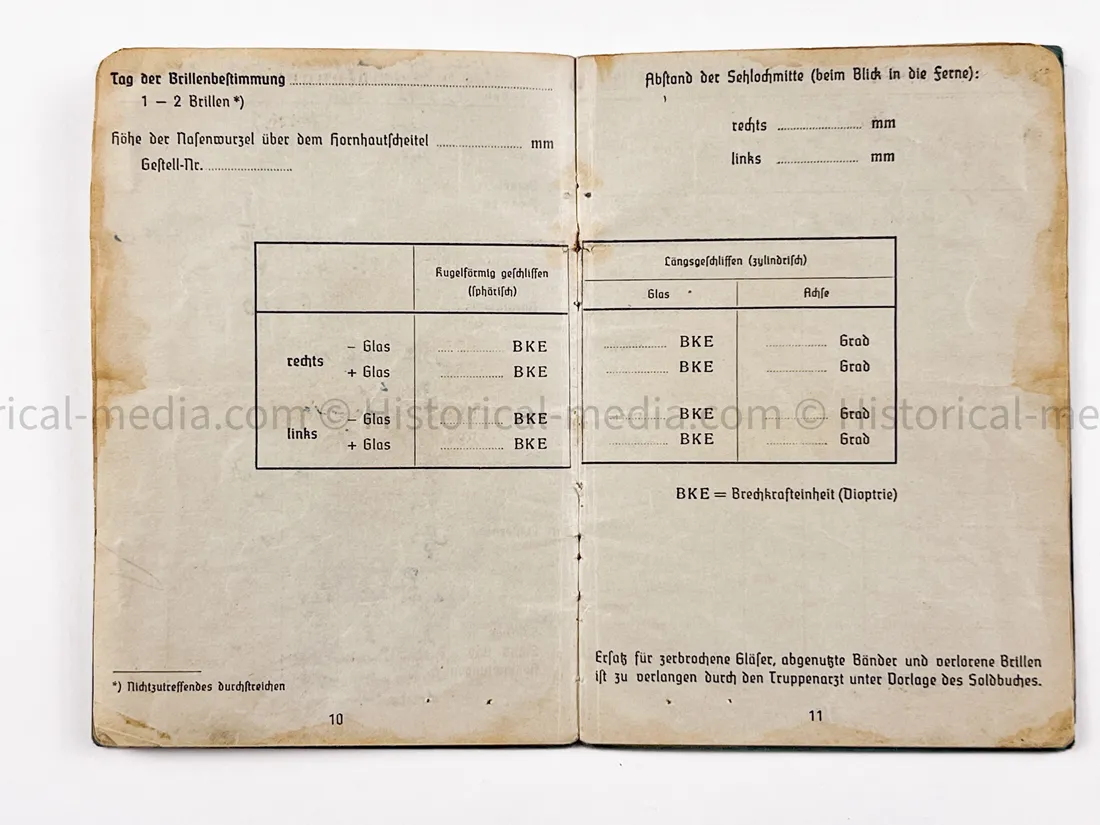 Tag der Brillenbestimmung ..............................
1 – 2 Brillen *)
Höhe der Nasenwurzel über dem Hornhautscheitel .................. mm
Gestell-Nr. ..................
Kugelförmig geschliffen
(sphärisch)
rechts
– Glas .................. BKE
+ Glas .................. BKE
links
– Glas .................. BKE
+ Glas .................. BKE
*) Nichtzutreffendes durchstreichen
10
Abstand der Sehlochmitte (beim Blick in die Ferne):
rechts .................. mm
links .................. mm
Längsgeschliffen (zylindrisch)
Glas Achse
.................. BKE .................. Grad
.................. BKE .................. Grad
.................. BKE .................. Grad
.................. BKE .................. Grad
BKE = Brechkrafteinheit (Dioptrie)
Ersatz für zerbrochene Gläser, abgenutzte Bänder und verlorene Brillen
ist zu verlangen durch den Truppenarzt unter Vorlage des Soldbuches.
11
rical-media.com © Historical-media.com © Historical-me